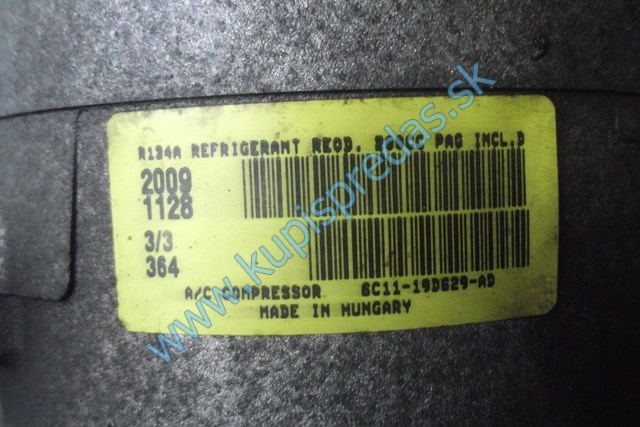 R134A REFRIGERANT REQD. PAG INCL.D
2009
1128
3/3
364
A/C COMPRESSOR 6C11-19D629-AD
MADE IN HUNGARY
www.kupispredas.sk